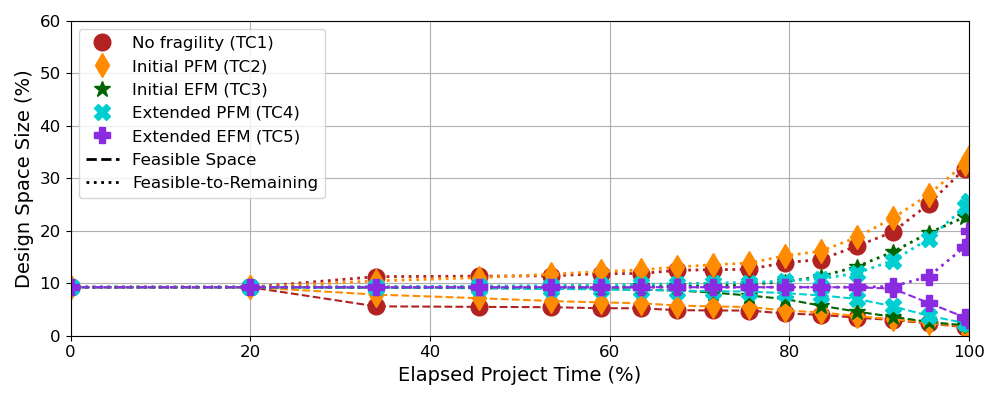 60
50
40
30
20
10
0
Design Space Size (%)
No fragility (TC1)
Initial PFM (TC2)
Initial EFM (TC3)
Extended PFM (TC4)
Extended EFM (TC5)
Feasible Space
Feasible-to-Remaining
0 20 40 60 80 100
Elapsed Project Time (%)